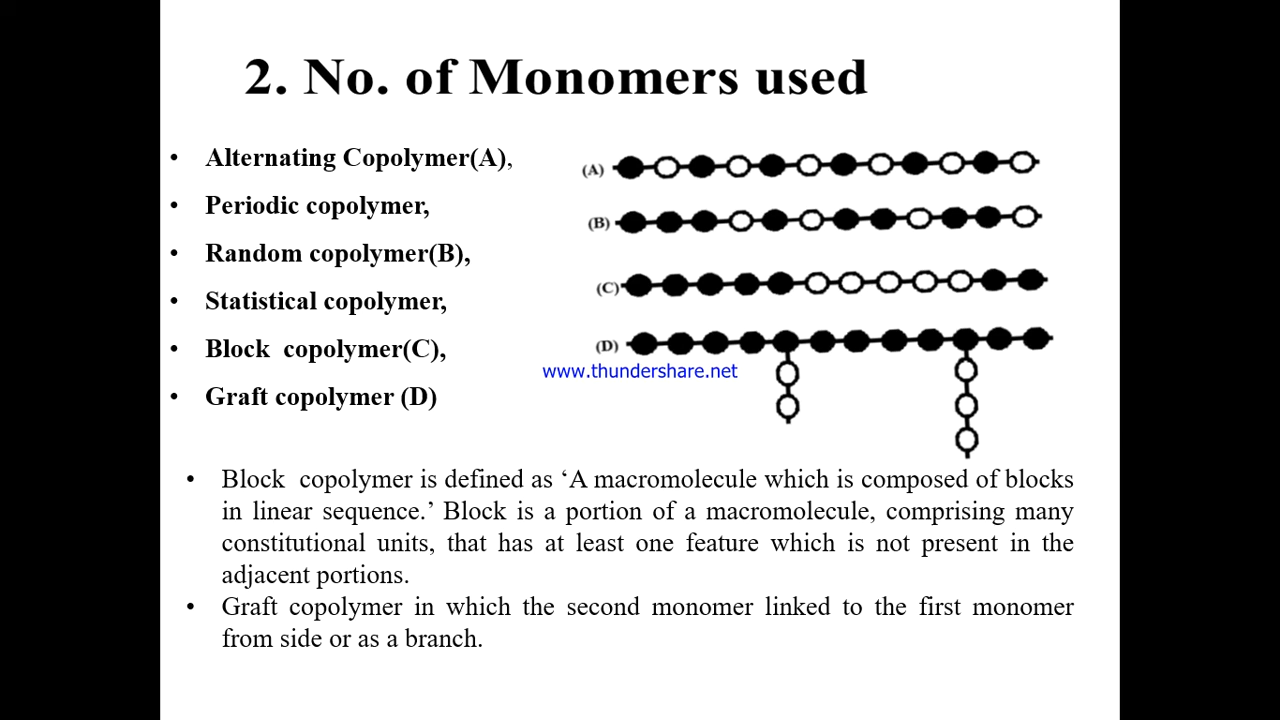 2. No. of Monomers used
• Alternating Copolymer(A),
• Periodic copolymer,
• Random copolymer(B),
• Statistical copolymer,
• Block copolymer(C),
• Graft copolymer (D)
(A)
(B)
(C)
(D)
www.thundershare.net
• Block copolymer is defined as ‘A macromolecule which is composed of blocks
in linear sequence.’ Block is a portion of a macromolecule, comprising many
constitutional units, that has at least one feature which is not present in the
adjacent portions.
• Graft copolymer in which the second monomer linked to the first monomer
from side or as a branch.